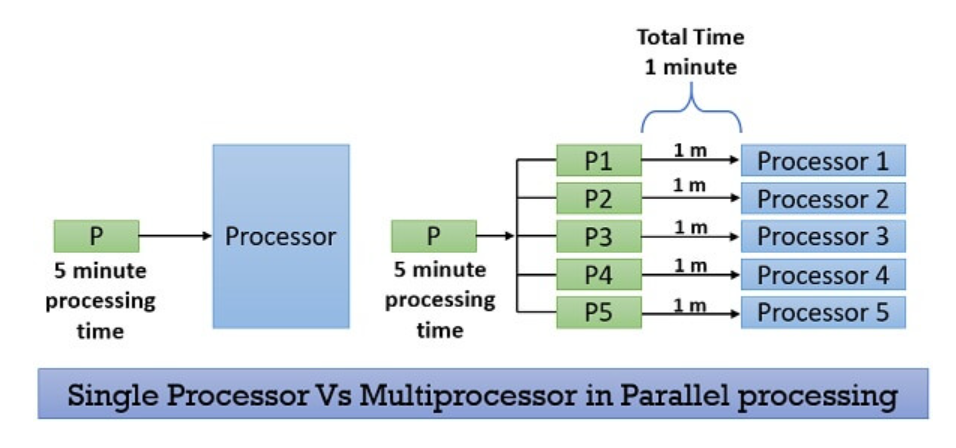 Total Time
1 minute
P
5 minute
processing
time
Processor
P
5 minute
processing
time
P1
1 m
Processor 1
P2
1 m
Processor 2
P3
1 m
Processor 3
P4
1 m
Processor 4
P5
1 m
Processor 5
Single Processor Vs Multiprocessor in Parallel processing